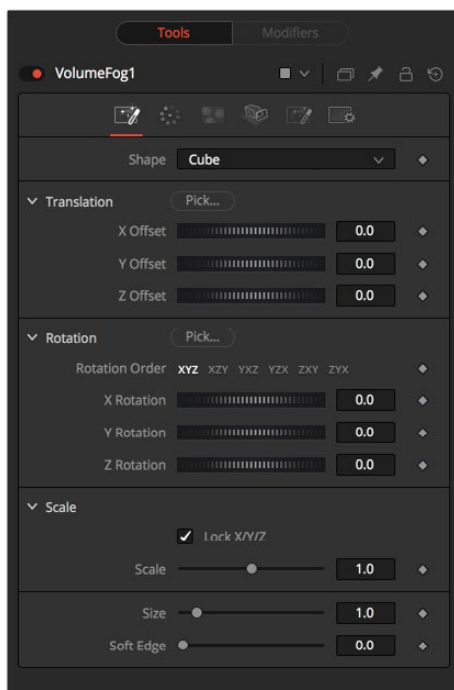 Tools Modifiers
VolumeFog1
Shape Cube
Translation Pick...
X Offset 0.0
Y Offset 0.0
Z Offset 0.0
Rotation Pick...
Rotation Order XYZ XZY YXZ YZX ZXY ZYX
X Rotation 0.0
Y Rotation 0.0
Z Rotation 0.0
Scale
Lock X/Y/Z
Scale 1.0
Size 1.0
Soft Edge 0.0